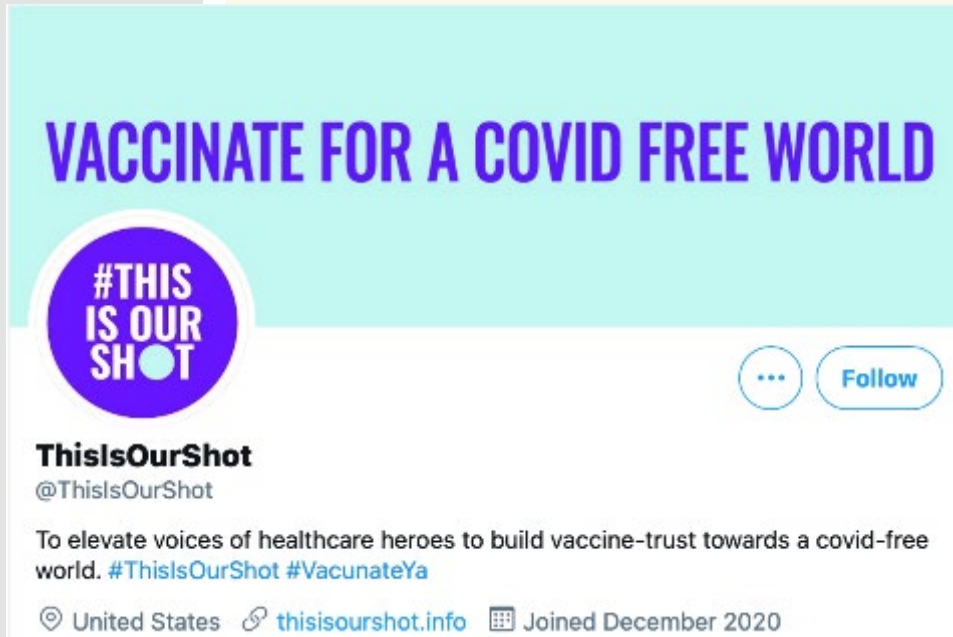 VACCINATE FOR A COVID FREE WORLD
#THIS
IS OUR
SHOT
Follow
ThisIsOurShot
@ThisIsOurShot
To elevate voices of healthcare heroes to build vaccine-trust towards a covid-free
world. #ThisIsOurShot #VacunateYa
United States thisisourshot.info Joined December 2020